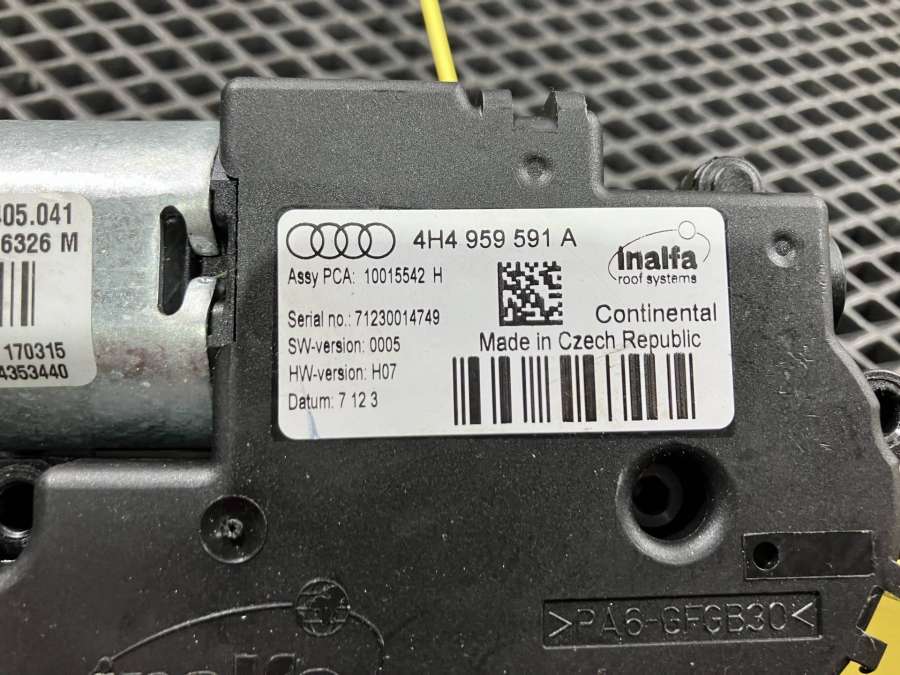 405.041
6326 M
170315
4353440
4H4 959 591 A
Inalfa
roof systems
Assy PCA: 10015542 H
Continental
Serial no.: 71230014749
Made in Czech Republic
SW-version: 0005
HW-version: H07
Datum: 7 12 3
>PA6-GFGB30<